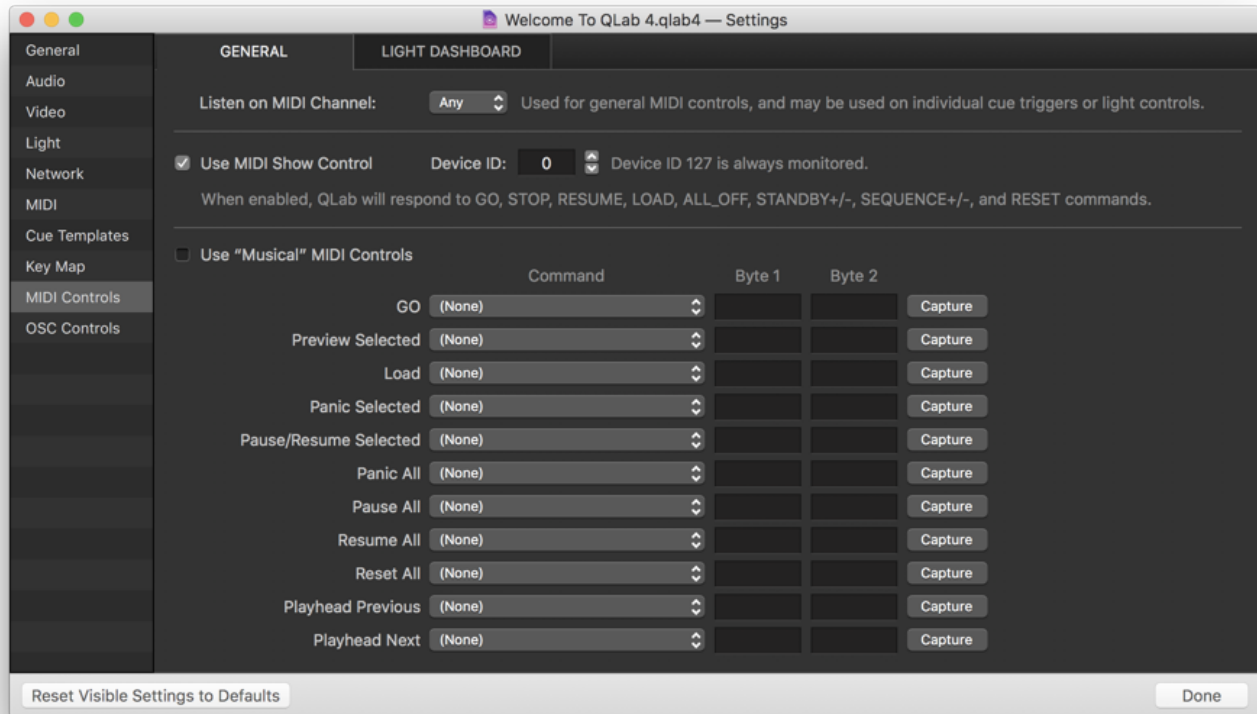 Welcome To QLab 4.qlab4 — Settings
General
Audio
Video
Light
Network
MIDI
Cue Templates
Key Map
MIDI Controls
OSC Controls
GENERAL LIGHT DASHBOARD
Listen on MIDI Channel: Any Used for general MIDI controls, and may be used on individual cue triggers or light controls.
Use MIDI Show Control Device ID: 0 Device ID 127 is always monitored.
When enabled, QLab will respond to GO, STOP, RESUME, LOAD, ALL_OFF, STANDBY+/-, SEQUENCE+/-, and RESET commands.
Use “Musical” MIDI Controls
Command Byte 1 Byte 2
GO (None) Capture
Preview Selected (None) Capture
Load (None) Capture
Panic Selected (None) Capture
Pause/Resume Selected (None) Capture
Panic All (None) Capture
Pause All (None) Capture
Resume All (None) Capture
Reset All (None) Capture
Playhead Previous (None) Capture
Playhead Next (None) Capture
Reset Visible Settings to Defaults Done